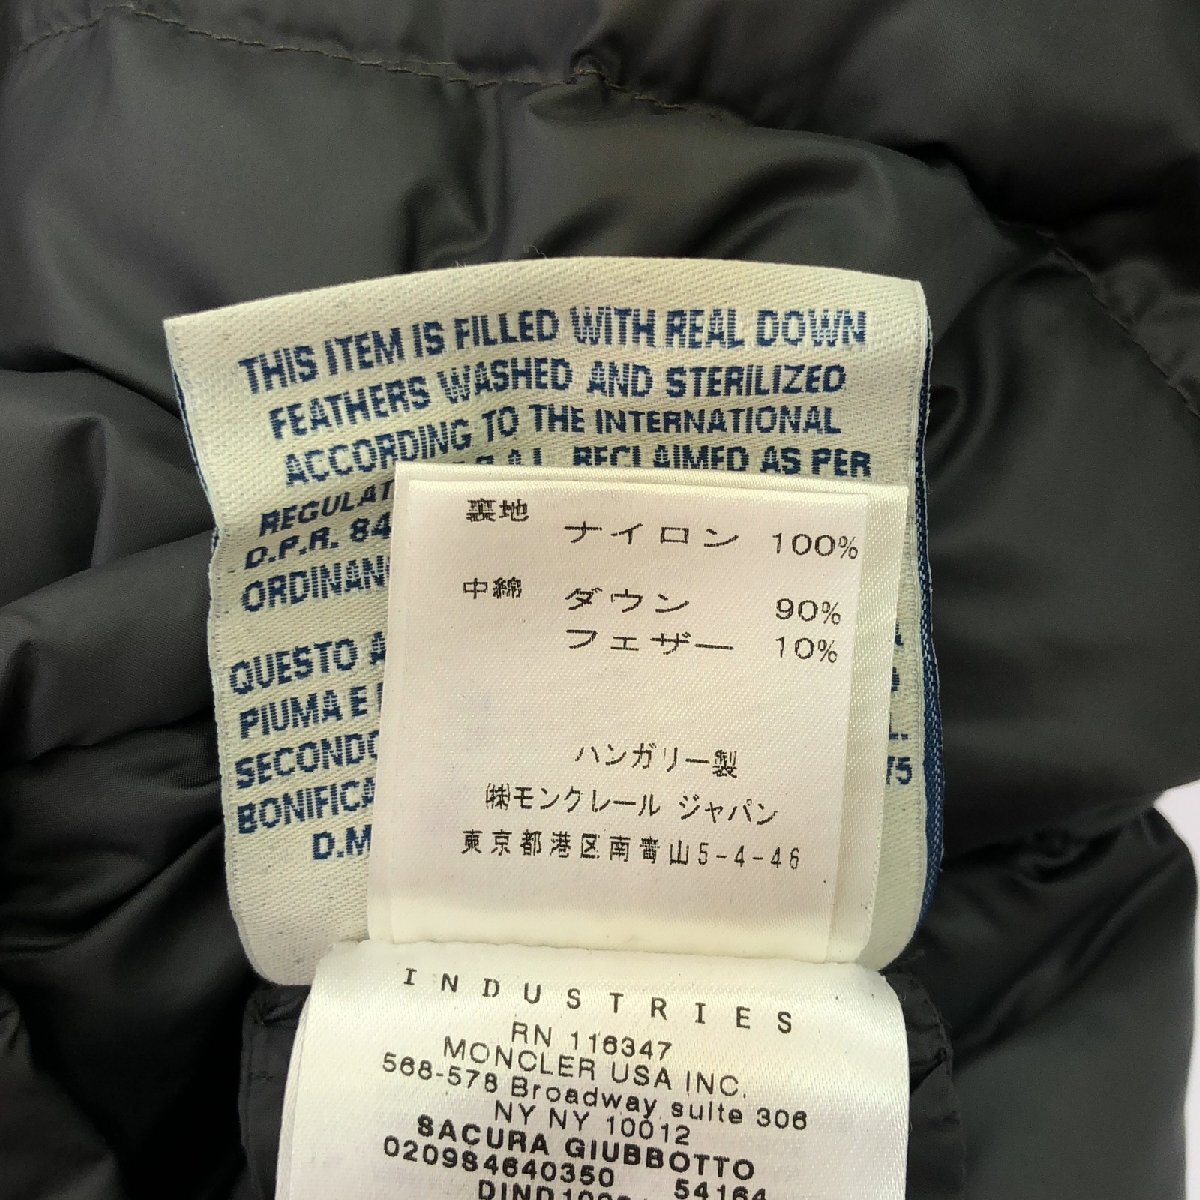 THIS ITEM IS FILLED WITH REAL DOWN
FEATHERS WASHED AND STERILIZED
ACCORDING TO THE INTERNATIONAL
RECLAIMED AS PER
D.P.R. 84
QUESTO
PIUMA E
D.M.
75
裏地 ナイロン 100%
中綿 ダウン 90%
フェザー 10%
ハンガリー製
㈱モンクレール ジャパン
東京都港区南青山5-4-46
INDUSTRIES
RN 116347
MONCLER USA INC.
568-578 Broadway suite 306
NY NY 10012
SACURA GIUBBOTTO
020984640350 54164